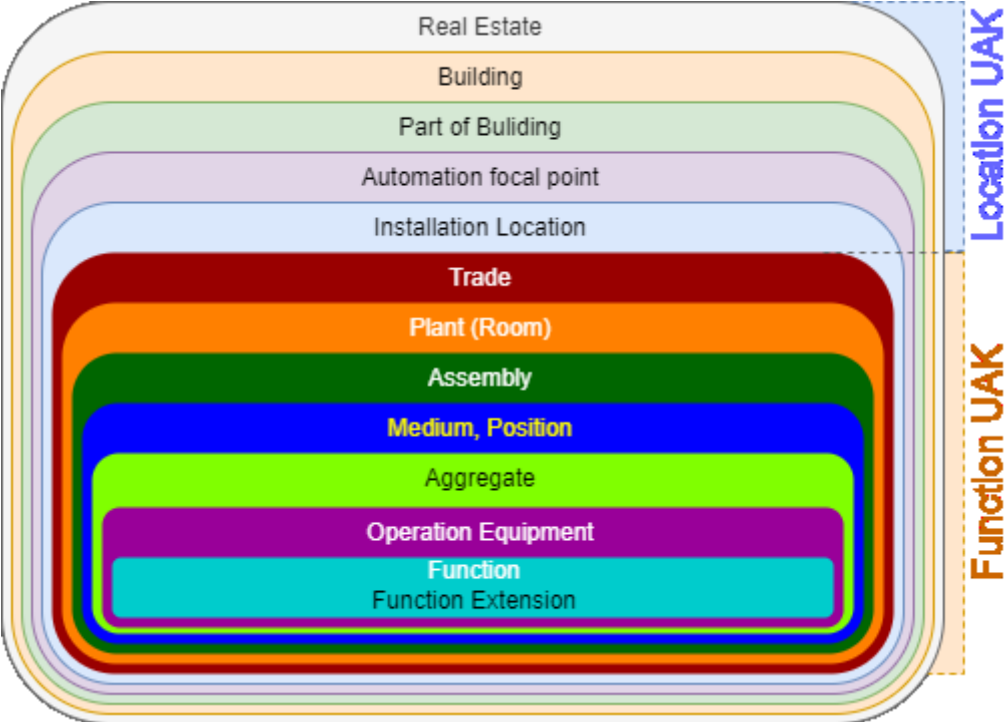 Real Estate
Building
Part of Buliding
Automation focal point
Installation Location
Trade
Plant (Room)
Assembly
Medium, Position
Aggregate
Operation Equipment
Function
Function Extension
Location UAK
Function UAK